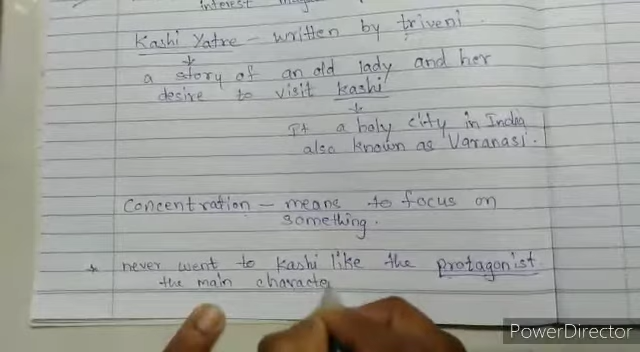 interest
Kashi Yatre - written by triveni.
a story of an old lady and her
desire to visit kashi
It a holy city in India
also known as Varanasi.
Concentration - means to focus on
something.
* never went to kashi like the protagonist
the main character
PowerDirector